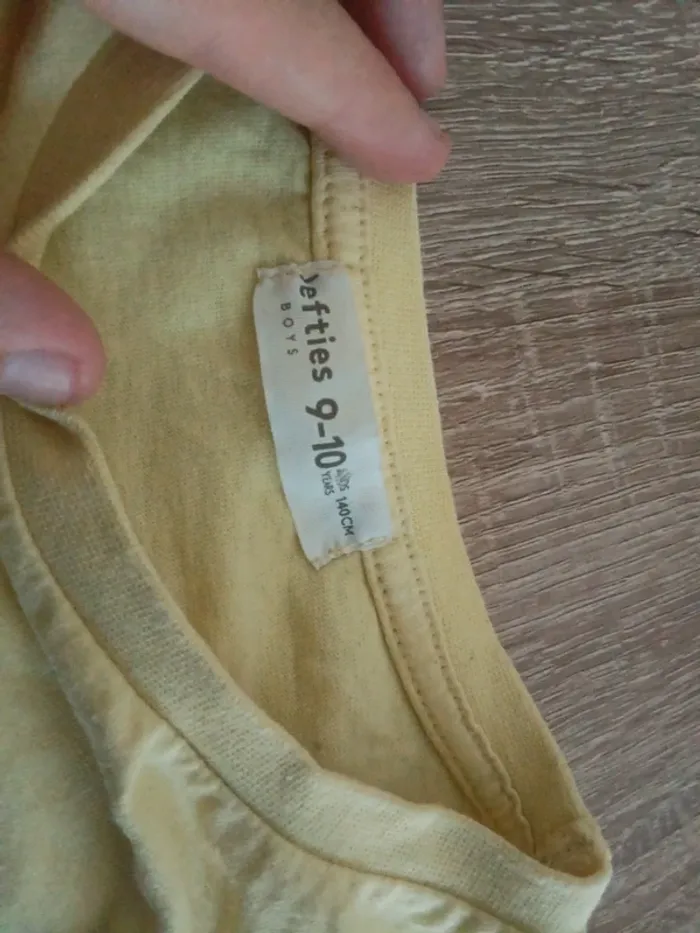 efties
BOYS
9-10
YEARS
140CM